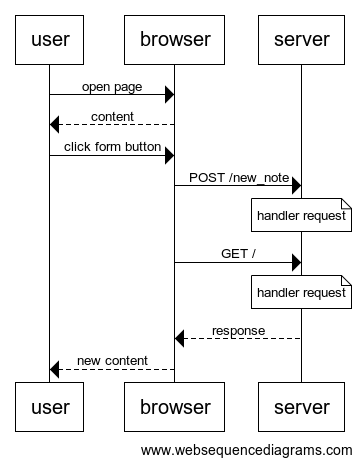 user browser server
open page
content
click form button
POST /new_note
handler request
GET /
handler request
response
new content
user browser server
www.websequencediagrams.com